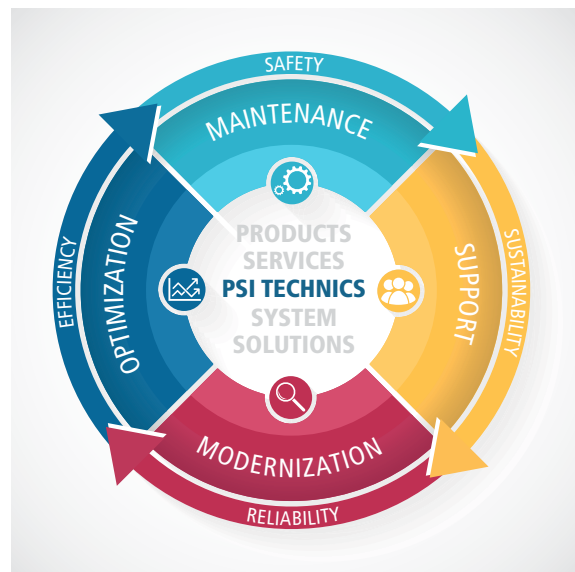 SAFETY
MAINTENANCE
SUSTAINABILITY
SUPPORT
PRODUCTS
SERVICES
PSI TECHNICS
SYSTEM
SOLUTIONS
EFFICIENCY
OPTIMIZATION
MODERNIZATION
RELIABILITY